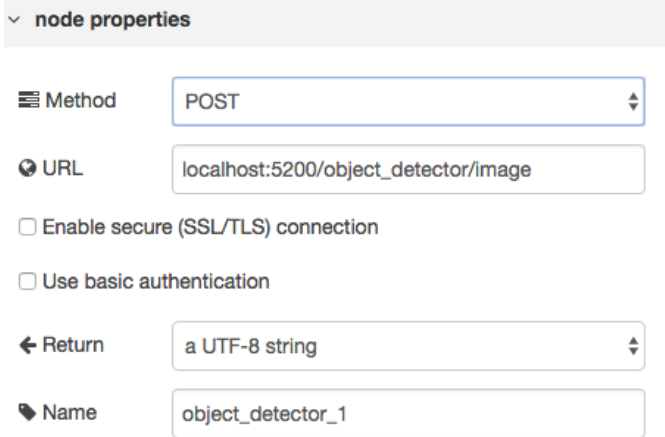 node properties
Method POST
URL localhost:5200/object_detector/image
Enable secure (SSL/TLS) connection
Use basic authentication
Return a UTF-8 string
Name object_detector_1